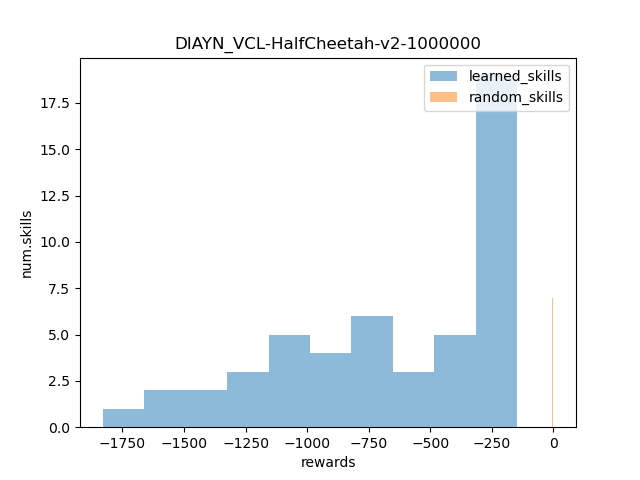 DIAYN_VCL-HalfCheetah-v2-1000000
learned_skills
random_skills
17.5
15.0
12.5
10.0
7.5
5.0
2.5
0.0
num.skills
−1750 −1500 −1250 −1000 −750 −500 −250 0
rewards